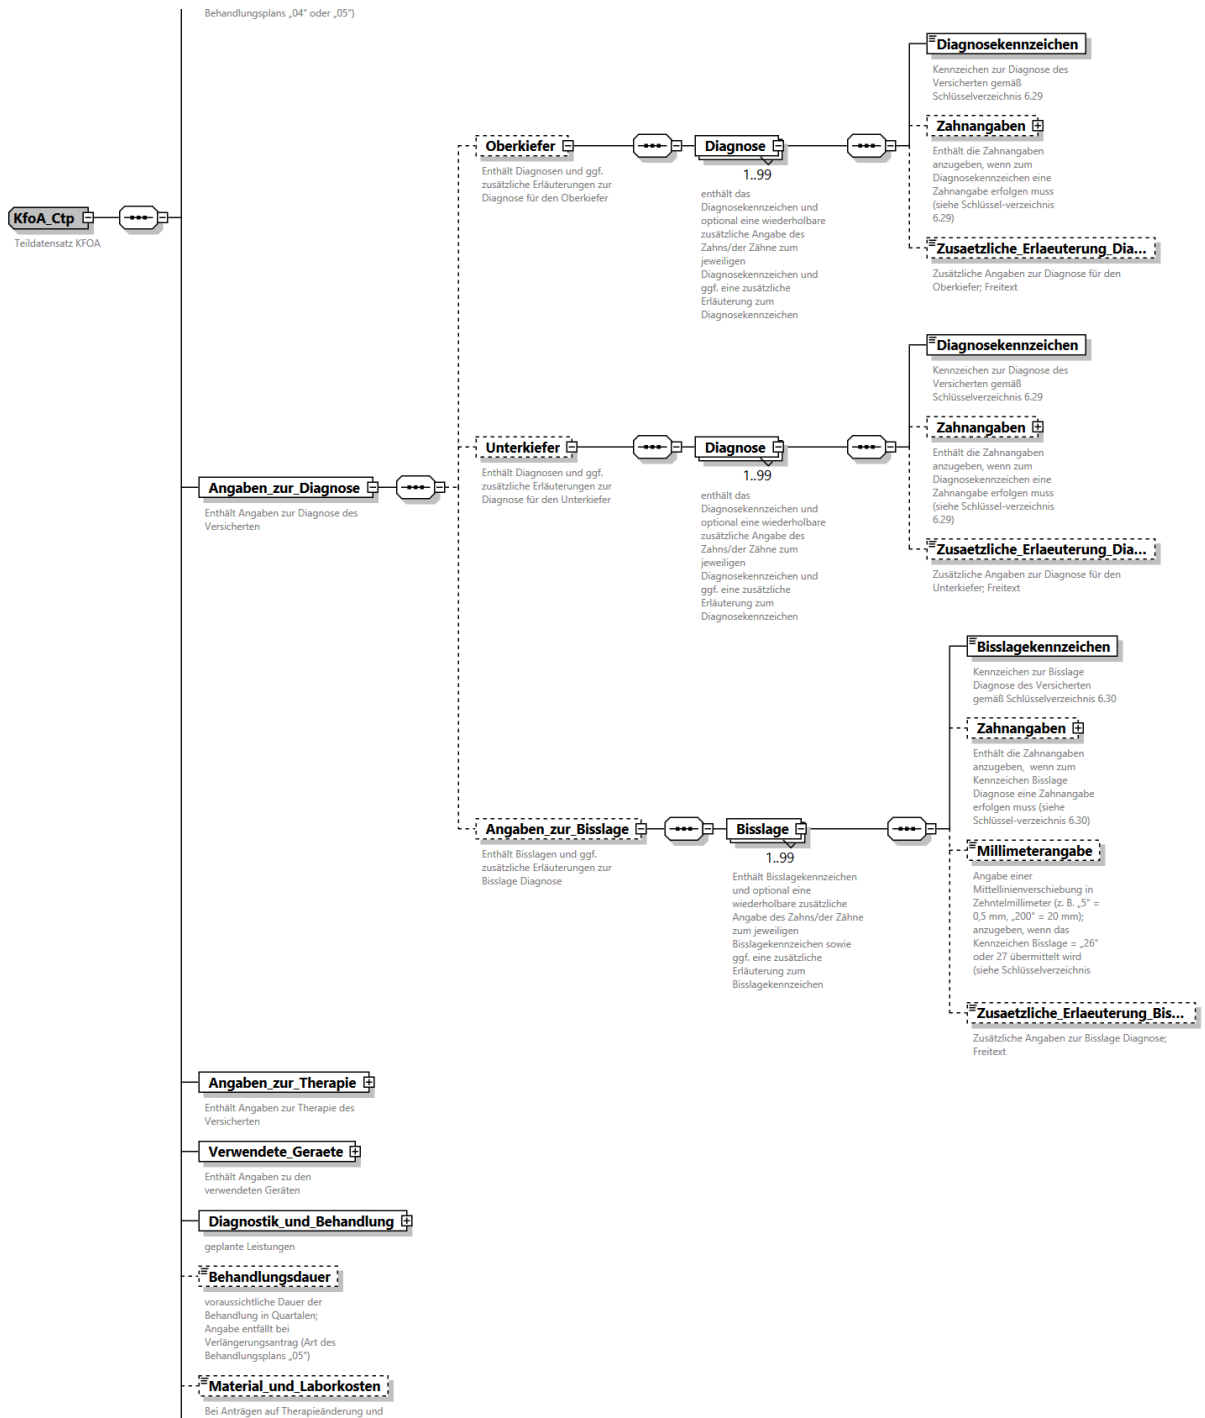 Behandlungsplans „04“ oder „05“)
KfoA_Ctp
Teildatensatz KFOA
Angaben_zur_Diagnose
Enthält Angaben zur Diagnose des
Versicherten
Oberkiefer
Enthält Diagnosen und ggf.
zusätzliche Erläuterungen zur
Diagnose für den Oberkiefer
Diagnose
1..99
enthält das
Diagnosekennzeichen und
optional eine wiederholbare
zusätzliche Angabe des
Zahns/der Zähne zum
jeweiligen
Diagnosekennzeichen und
ggf. eine zusätzliche
Erläuterung zum
Diagnosekennzeichen
Diagnosekennzeichen
Kennzeichen zur Diagnose des
Versicherten gemäß
Schlüsselverzeichnis 6.29
Zahnangaben
Enthält die Zahnangaben
anzugeben, wenn zum
Diagnosekennzeichen eine
Zahnangabe erfolgen muss
(siehe Schlüssel-verzeichnis
6.29)
Zusaetzliche_Erlaeuterung_Dia...
Zusätzliche Angaben zur Diagnose für den
Oberkiefer; Freitext
Unterkiefer
Enthält Diagnosen und ggf.
zusätzliche Erläuterungen zur
Diagnose für den Unterkiefer
Diagnose
1..99
enthält das
Diagnosekennzeichen und
optional eine wiederholbare
zusätzliche Angabe des
Zahns/der Zähne zum
jeweiligen
Diagnosekennzeichen und
ggf. eine zusätzliche
Erläuterung zum
Diagnosekennzeichen
Diagnosekennzeichen
Kennzeichen zur Diagnose des
Versicherten gemäß
Schlüsselverzeichnis 6.29
Zahnangaben
Enthält die Zahnangaben
anzugeben, wenn zum
Diagnosekennzeichen eine
Zahnangabe erfolgen muss
(siehe Schlüssel-verzeichnis
6.29)
Zusaetzliche_Erlaeuterung_Dia...
Zusätzliche Angaben zur Diagnose für den
Unterkiefer; Freitext
Angaben_zur_Bisslage
Enthält Bisslagen und ggf.
zusätzliche Erläuterungen zur
Bisslage Diagnose
Bisslage
1..99
Enthält Bisslagekennzeichen
und optional eine
wiederholbare zusätzliche
Angabe des Zahns/der Zähne
zum jeweiligen
Bisslagekennzeichen sowie
ggf. eine zusätzliche
Erläuterung zum
Bisslagekennzeichen
Bisslagekennzeichen
Kennzeichen zur Bisslage
Diagnose des Versicherten
gemäß Schlüsselverzeichnis 6.30
Zahnangaben
Enthält die Zahnangaben
anzugeben, wenn zum
Kennzeichen Bisslage
Diagnose eine Zahnangabe
erfolgen muss (siehe
Schlüssel-verzeichnis 6.30)
Millimeterangabe
Angabe einer
Mittellinienverschiebung in
Zehntelmillimeter (z. B. „5“ =
0,5 mm, „200“ = 20 mm);
anzugeben, wenn das
Kennzeichen Bisslage = „26“
oder 27 übermittelt wird
(siehe Schlüsselverzeichnis
Zusaetzliche_Erlaeuterung_Bis...
Zusätzliche Angaben zur Bisslage Diagnose;
Freitext
Angaben_zur_Therapie
Enthält Angaben zur Therapie des
Versicherten
Verwendete_Geraete
Enthält Angaben zu den
verwendeten Geräten
Diagnostik_und_Behandlung
geplante Leistungen
Behandlungsdauer
voraussichtliche Dauer der
Behandlung in Quartalen;
Angabe entfällt bei
Verlängerungsantrag (Art des
Behandlungsplans „05“)
Material_und_Laborkosten
Bei Anträgen auf Therapieänderung und